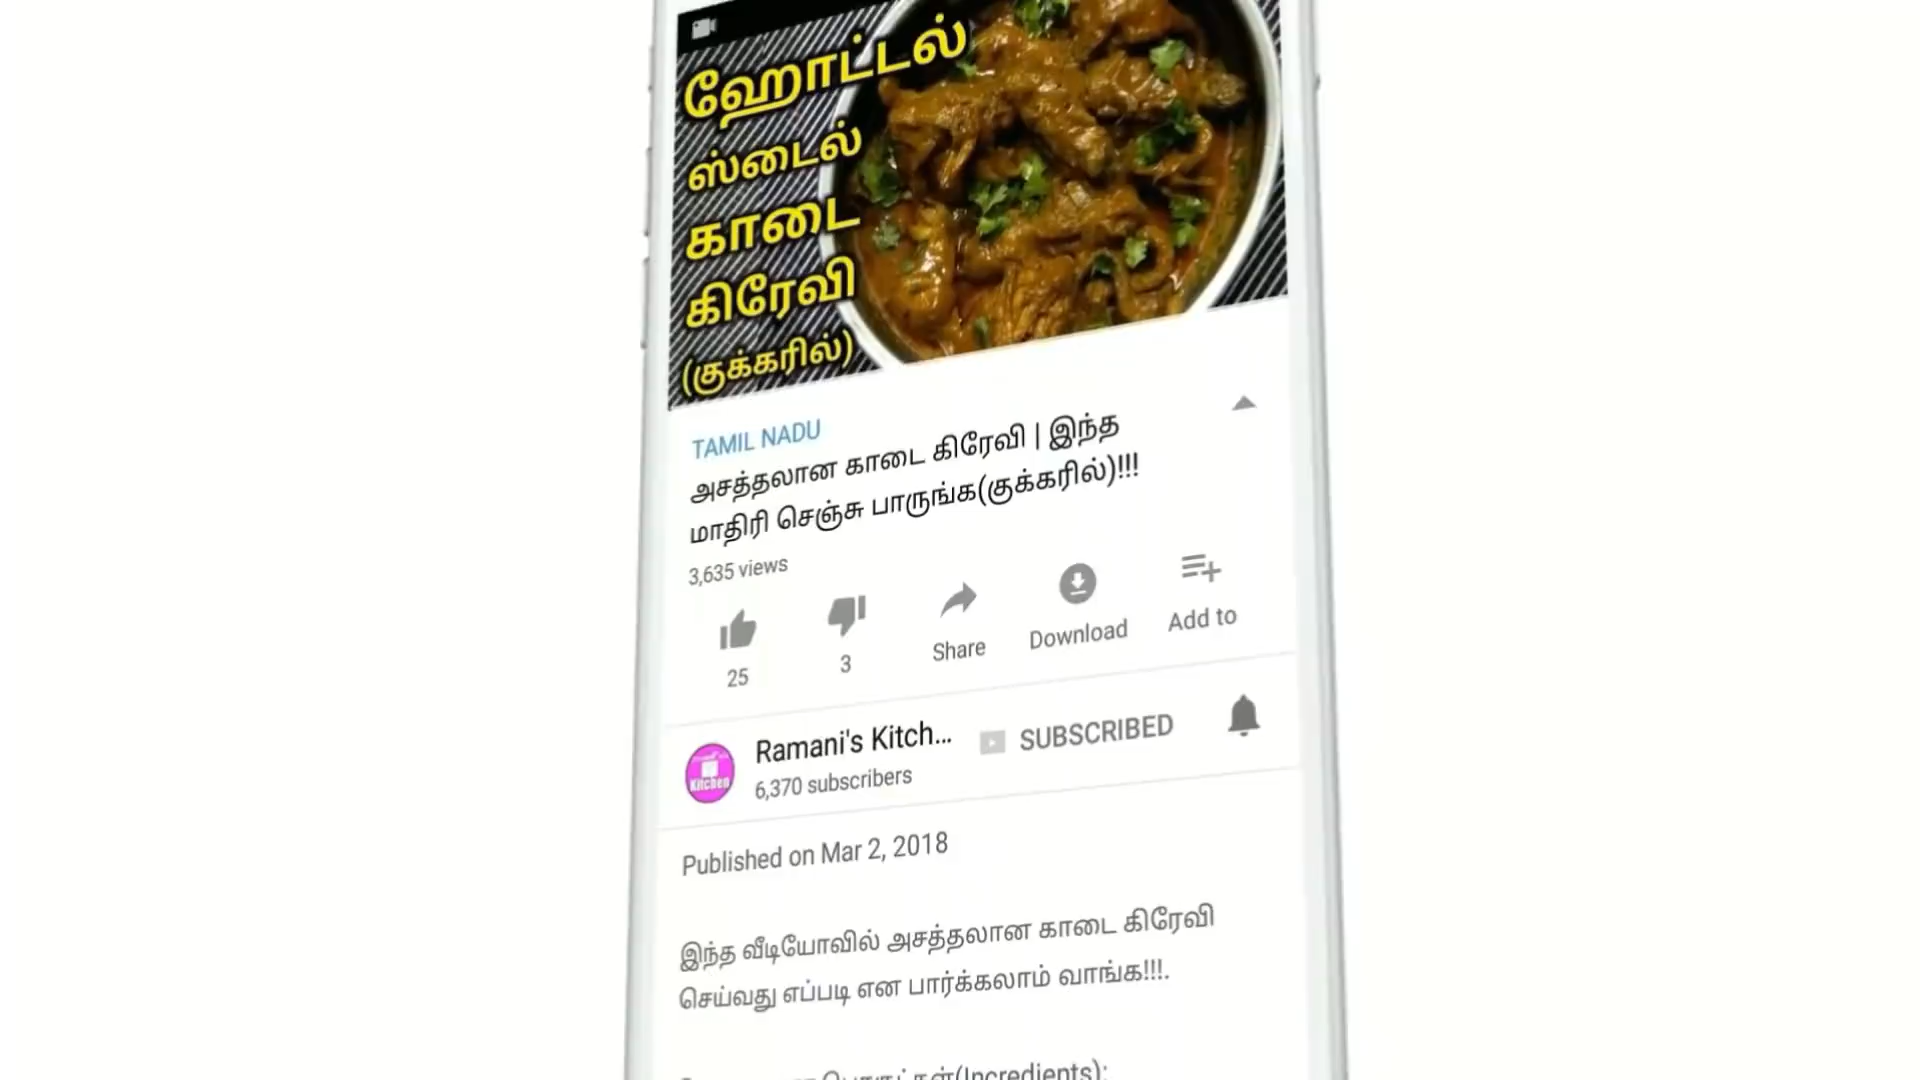 ஹோட்டல்
ஸ்டைல்
காடை
கிரேவி
(குக்கரில்)
TAMIL NADU
அசத்தலான காடை கிரேவி | இந்த
மாதிரி செஞ்சு பாருங்க(குக்கரில்)!!!
3,635 views
25
3
Share
Download
Add to
Kitchen
Ramani's Kitch...
SUBSCRIBED
6,370 subscribers
Published on Mar 2, 2018
இந்த வீடியோவில் அசத்தலான காடை கிரேவி
செய்வது எப்படி என பார்க்கலாம் வாங்க!!!.